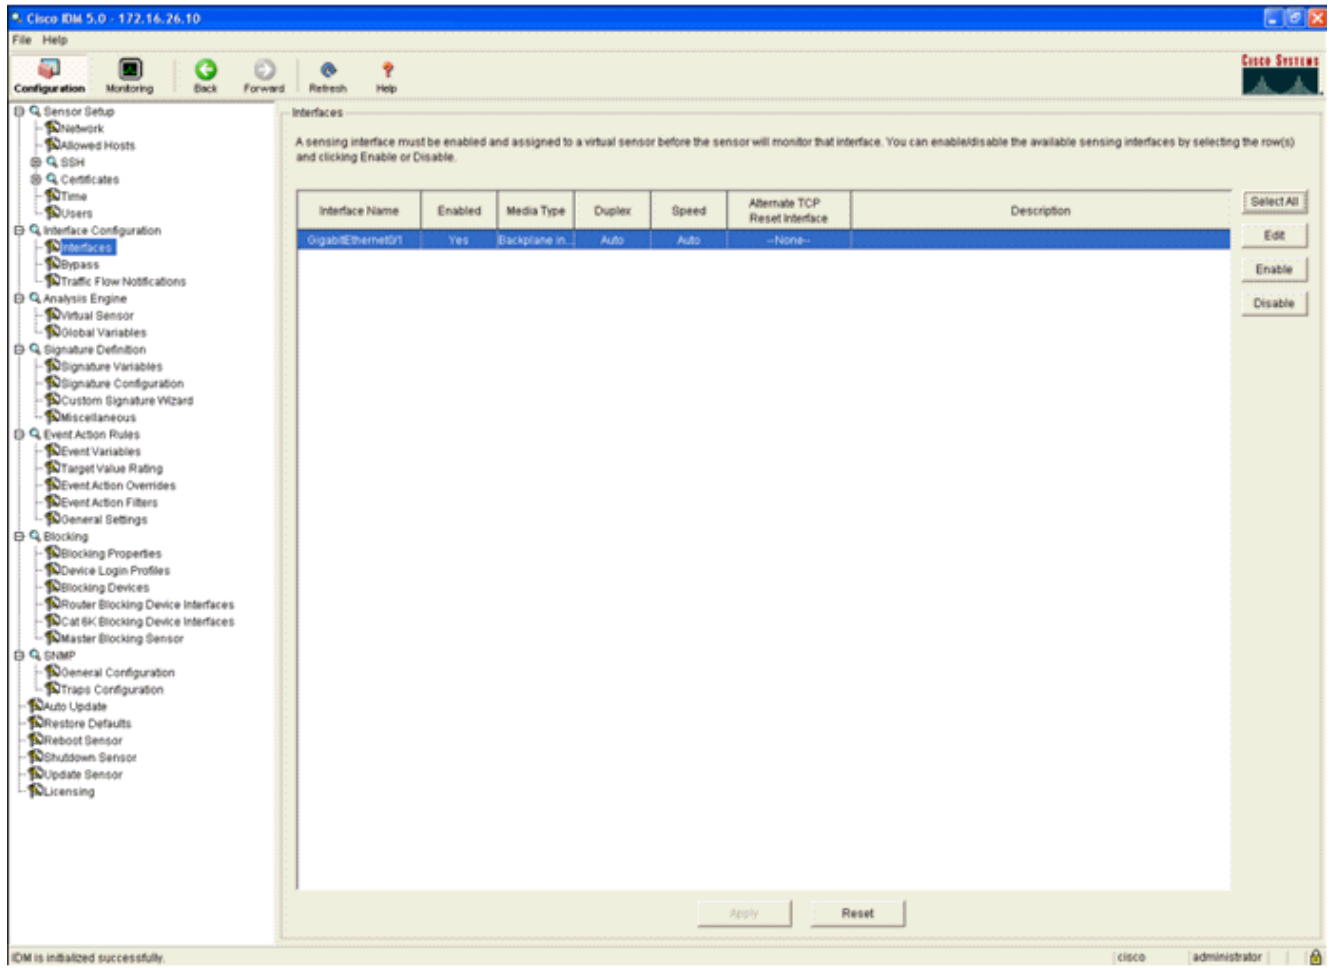 Cisco IDM 5.0 - 172.16.26.10
File Help
Configuration Monitoring Back Forward Refresh Help
CISCO SYSTEMS
Sensor Setup
Network
Allowed Hosts
SSH
Certificates
Time
Users
Interface Configuration
Interfaces
Bypass
Traffic Flow Notifications
Analysis Engine
Virtual Sensor
Global Variables
Signature Definition
Signature Variables
Signature Configuration
Custom Signature Wizard
Miscellaneous
Event Action Rules
Event Variables
Target Value Rating
Event Action Overrides
Event Action Filters
General Settings
Blocking
Blocking Properties
Device Login Profiles
Blocking Devices
Router Blocking Device Interfaces
Cat 6K Blocking Device Interfaces
Master Blocking Sensor
SNMP
General Configuration
Traps Configuration
Auto Update
Restore Defaults
Reboot Sensor
Shutdown Sensor
Update Sensor
Licensing
Interfaces
A sensing interface must be enabled and assigned to a virtual sensor before the sensor will monitor that interface. You can enable/disable the available sensing interfaces by selecting the row(s)
and clicking Enable or Disable.
Interface Name Enabled Media Type Duplex Speed Alternate TCP Reset Interface Description
GigabitEthernet0/1 Yes Backplane in... Auto Auto --None--
Select All
Edit
Enable
Disable
Apply Reset
IDM is initialized successfully. cisco administrator